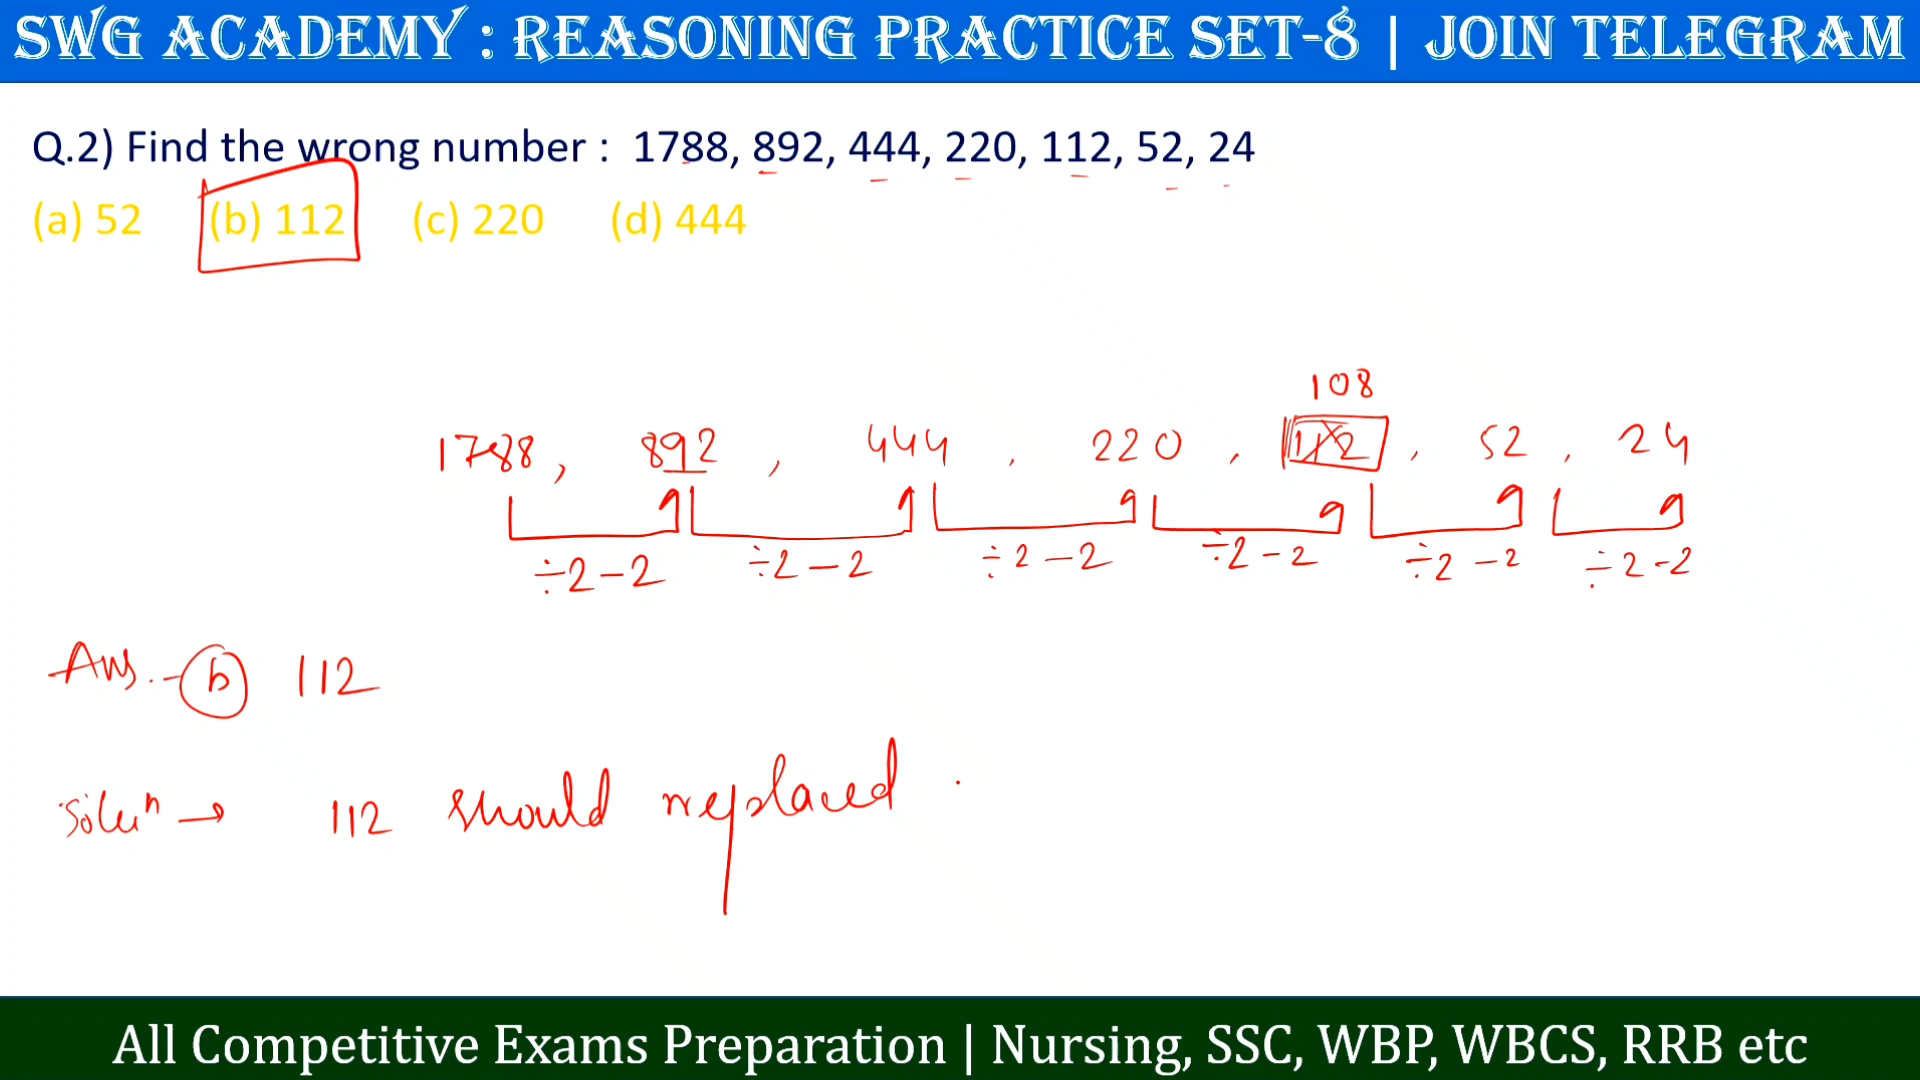 SWG ACADEMY : REASONING PRACTICE SET-8 | JOIN TELEGRAM
Q.2) Find the wrong number : 1788, 892, 444, 220, 112, 52, 24
(a) 52 (b) 112 (c) 220 (d) 444
108
1788, 892, 444, 220, 112, 52, 24
÷2-2 ÷2-2 ÷2-2 ÷2-2 ÷2-2 ÷2-2
Ans.- b 112
Soluⁿ → 112 should replaced .
All Competitive Exams Preparation | Nursing, SSC, WBP, WBCS, RRB etc